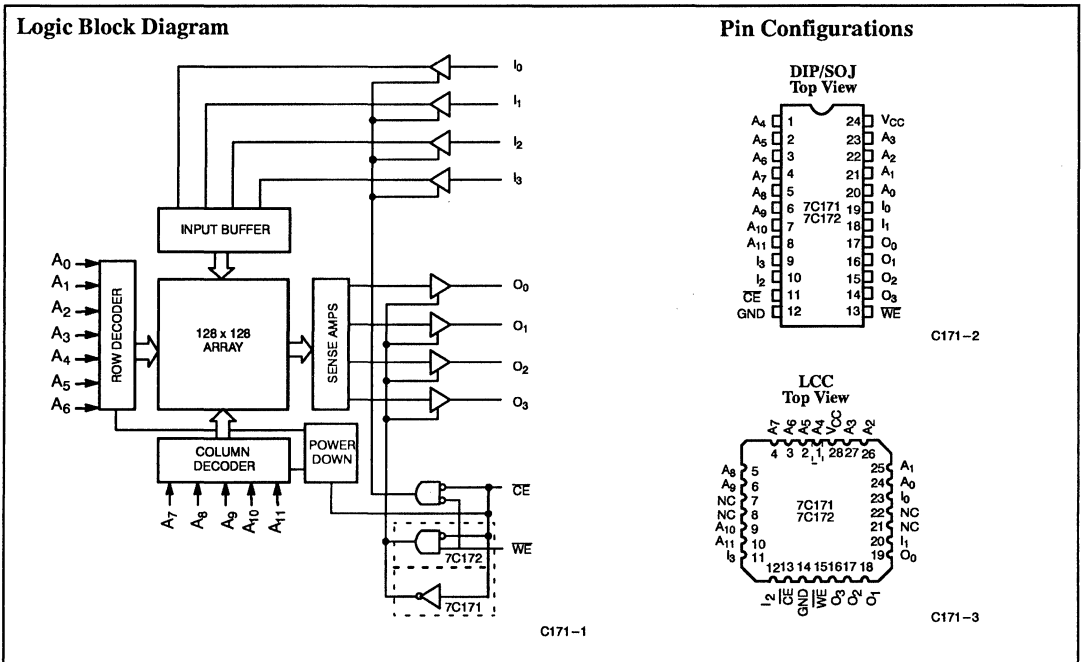 Logic Block Diagram
I0
I1
I2
I3
INPUT BUFFER
A0
A1
A2
A3
A4
A5
A6
ROW DECODER
128 x 128
ARRAY
SENSE AMPS
O0
O1
O2
O3
COLUMN
DECODER
POWER
DOWN
A7
A8
A9
A10
A11
CE
WE
7C172
7C171
C171-1
Pin Configurations
DIP/SOJ
Top View
A4 1 24 VCC
A5 2 23 A3
A6 3 22 A2
A7 4 21 A1
A8 5 20 A0
A9 6 7C171 19 I0
A10 7 7C172 18 I1
A11 8 17 O0
I3 9 16 O1
I2 10 15 O2
CE 11 14 O3
GND 12 13 WE
C171-2
LCC
Top View
A7 A6 A5 A4 VCC A3 A2
4 3 2 1 28 27 26
A8 5 25 A1
A9 6 24 A0
NC 7 7C171 23 I0
NC 8 7C172 22 NC
A10 9 21 NC
A11 10 20 I1
I3 11 19 O0
12 13 14 15 16 17 18
I2 CE GND WE O3 O2 O1
C171-3